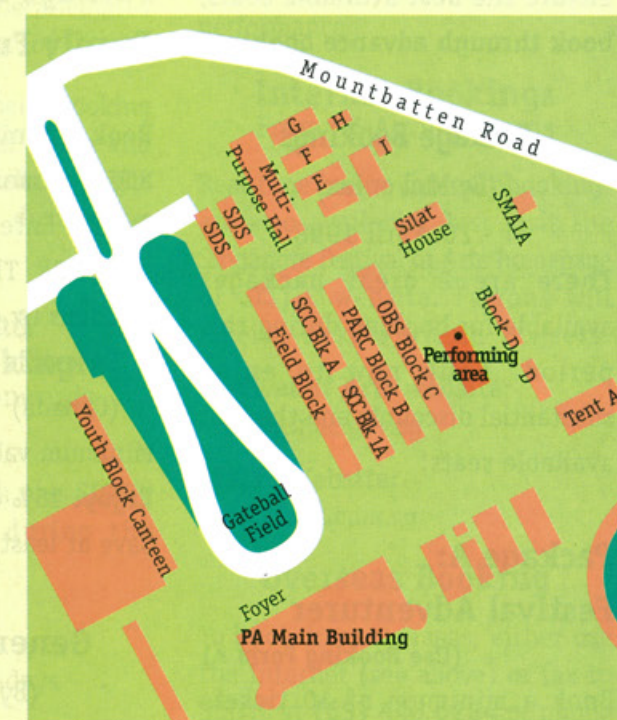 Mountbatten Road
G
H
F
I
E
Multi-
Purpose Hall
SDS
SDS
Silat
House
SMAIA
SCC Blk A
Field Block
PARC Block B
OBS Block C
SCC Blk 1A
Block D
D
Performing
area
Tent A
Youth Block Canteen
Gateball
Field
Foyer
PA Main Building